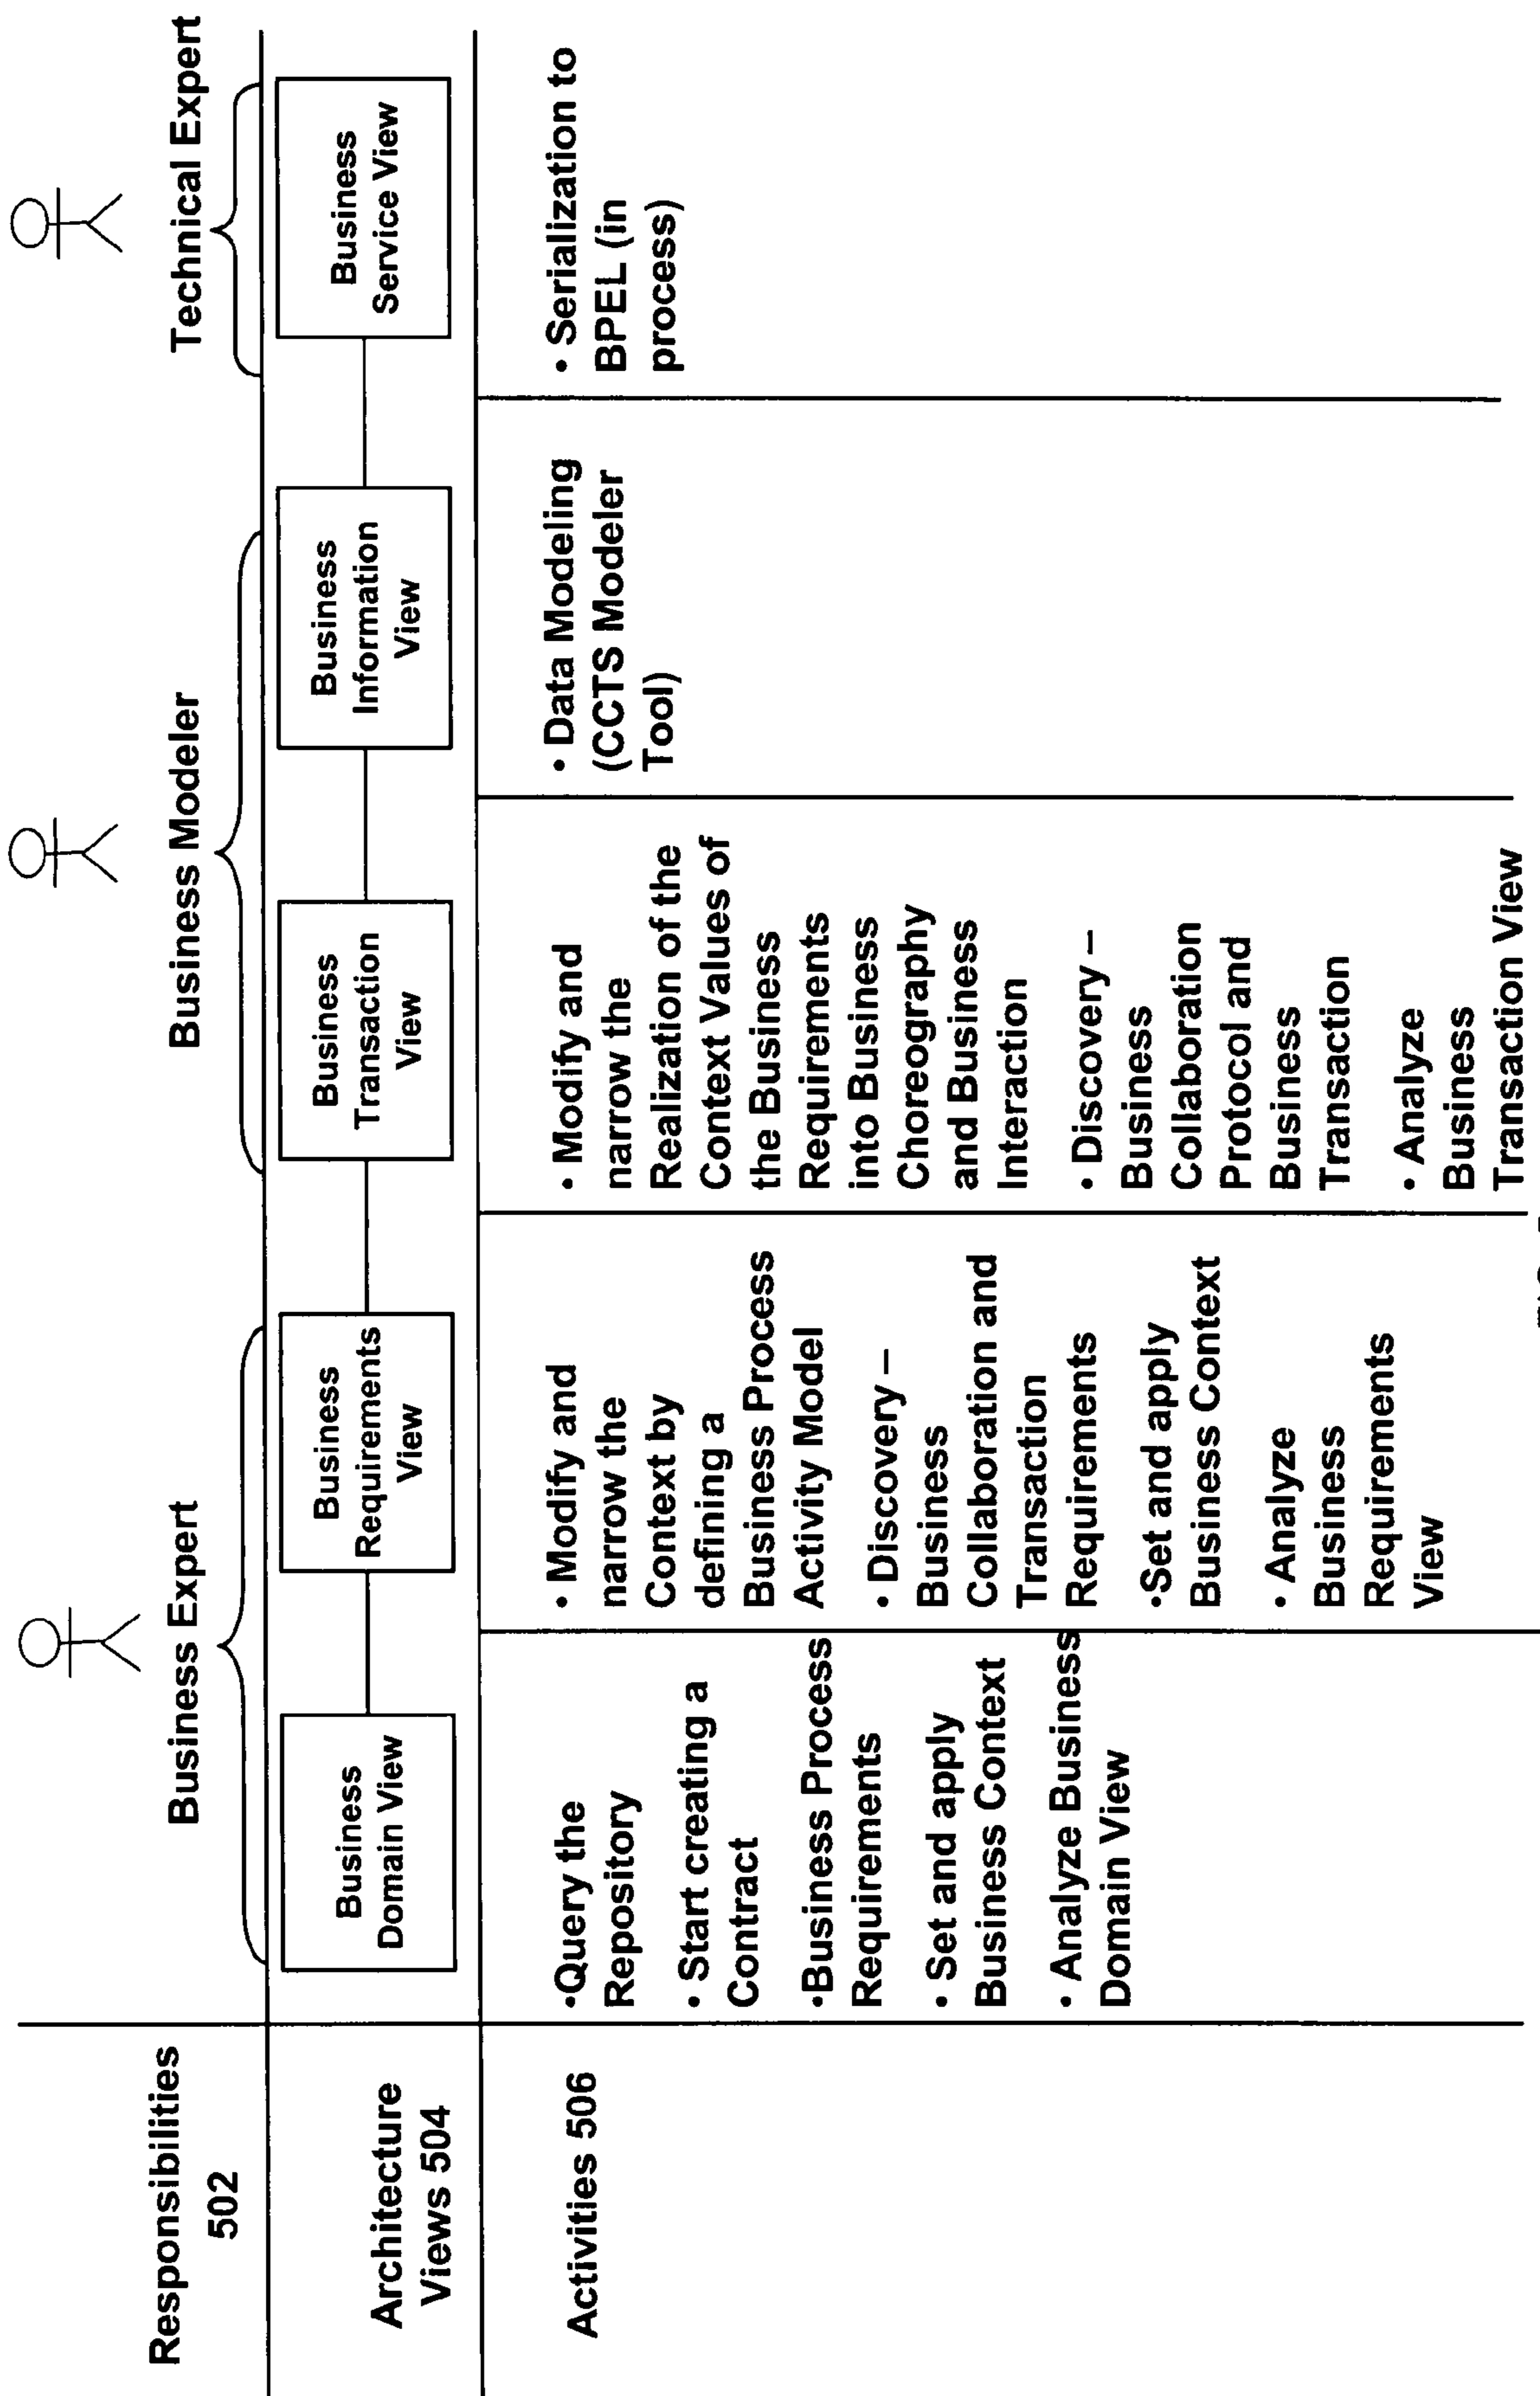 Responsibilities
502
Business Expert
Business Modeler
Technical Expert
Architecture
Views 504
Business
Domain View
Business
Requirements
View
Business
Transaction
View
Business
Information
View
Business
Service View
Activities 506
•Query the
Repository
• Start creating a
Contract
•Business Process
Requirements
• Set and apply
Business Context
• Analyze Business
Domain View
• Modify and
narrow the
Context by
defining a
Business Process
Activity Model
• Discovery –
Business
Collaboration and
Transaction
Requirements
•Set and apply
Business Context
• Analyze
Business
Requirements
View
• Modify and
narrow the
Realization of the
Context Values of
the Business
Requirements
into Business
Choreography
and Business
Interaction
• Discovery –
Business
Collaboration
Protocol and
Business
Transaction
• Analyze
Business
Transaction View
• Data Modeling
(CCTS Modeler
Tool)
• Serialization to
BPEL (in
process)